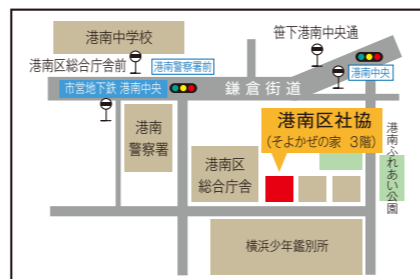 港南中学校
笹下港南中央通
港南区総合庁舎前
港南警察署前
港南中央
市営地下鉄 港南中央
鎌倉街道
港南
警察署
港南区社協
(そよかぜの家 3階)
港南区
総合庁舎
港南ふれあい公園
横浜少年鑑別所